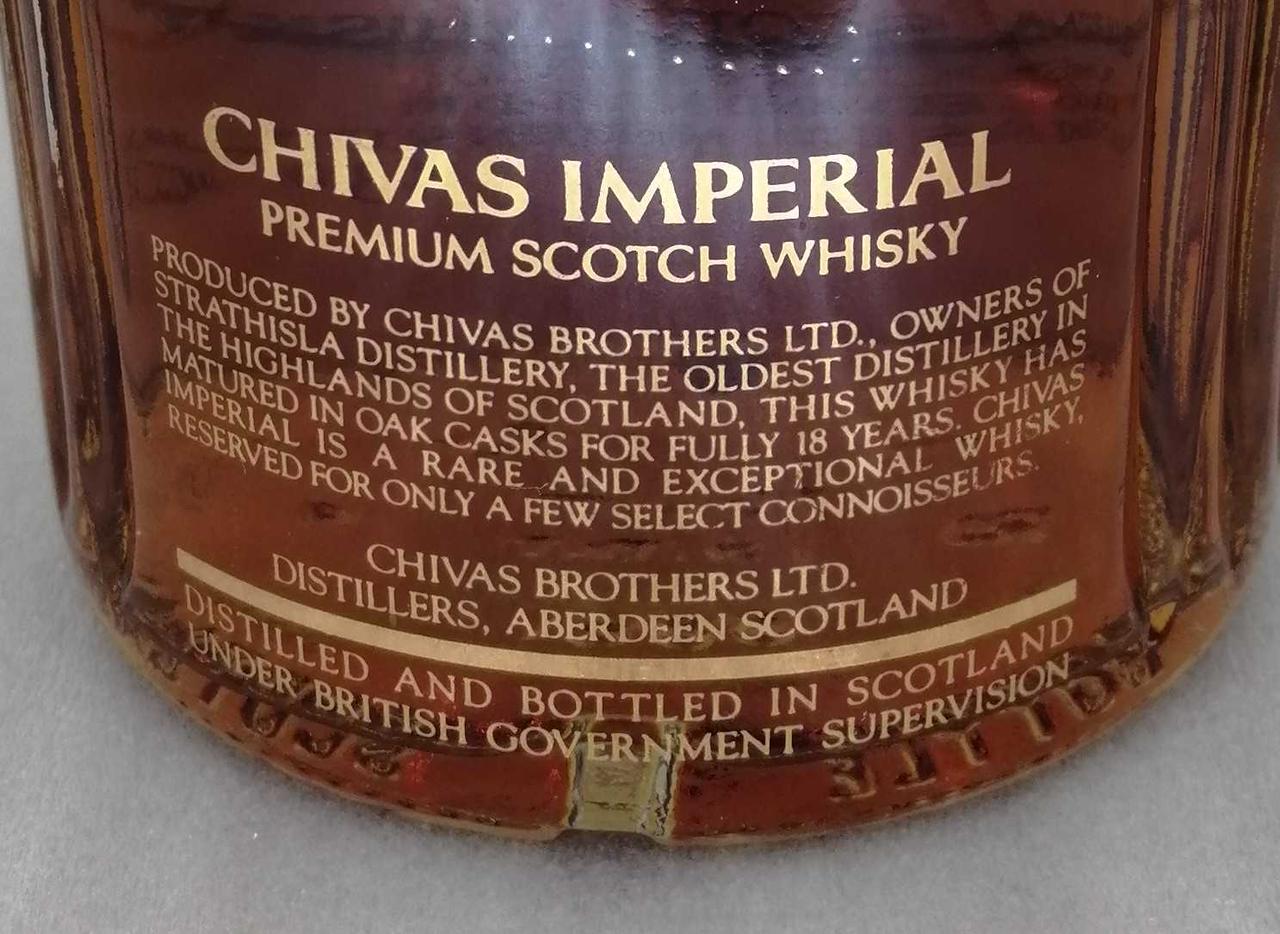 CHIVAS IMPERIAL
PREMIUM SCOTCH WHISKY
PRODUCED BY CHIVAS BROTHERS LTD., OWNERS OF
STRATHISLA DISTILLERY, THE OLDEST DISTILLERY IN
THE HIGHLANDS OF SCOTLAND, THIS WHISKY HAS
MATURED IN OAK CASKS FOR FULLY 18 YEARS. CHIVAS
IMPERIAL IS A RARE AND EXCEPTIONAL WHISKY,
RESERVED FOR ONLY A FEW SELECT CONNOISSEURS.
CHIVAS BROTHERS LTD.
DISTILLERS, ABERDEEN SCOTLAND
DISTILLED AND BOTTLED IN SCOTLAND
UNDER BRITISH GOVERNMENT SUPERVISION